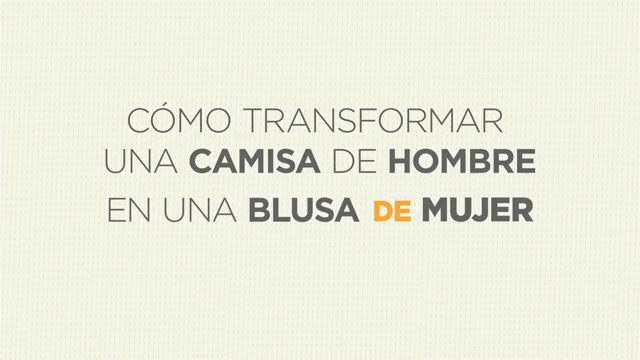 CÓMO TRANSFORMAR
UNA CAMISA DE HOMBRE
EN UNA BLUSA DE MUJER